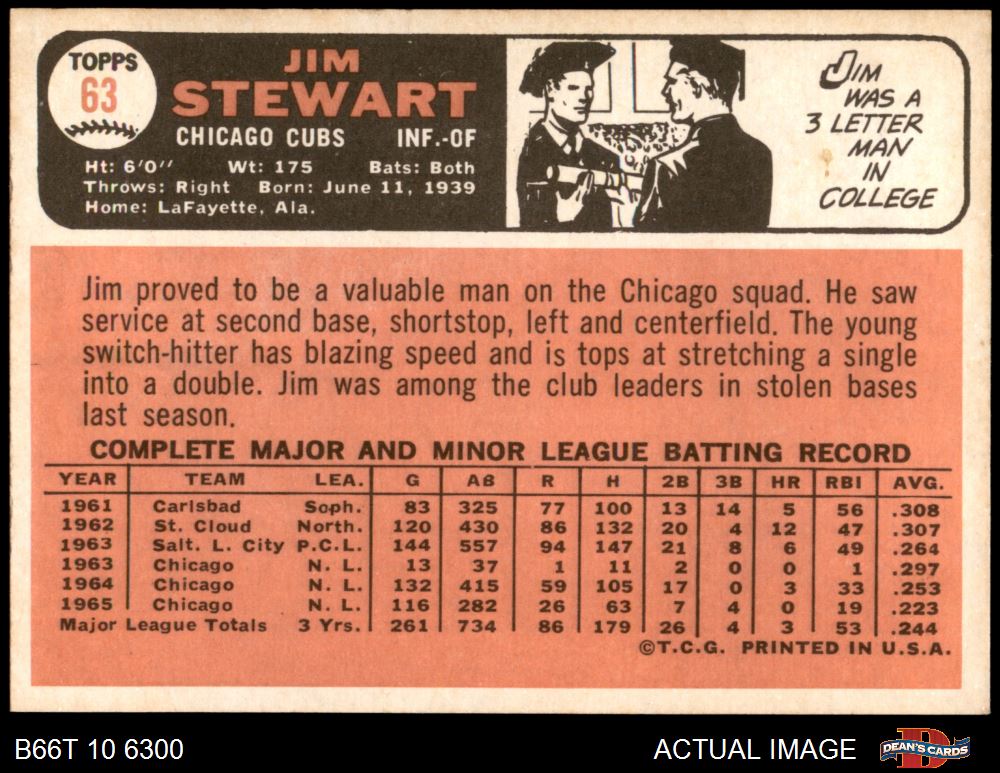 TOPPS
63
JIM
STEWART
CHICAGO CUBS INF.-OF
Ht: 6'0" Wt: 175 Bats: Both
Throws: Right Born: June 11, 1939
Home: LaFayette, Ala.
JIM
WAS A
3 LETTER
MAN
IN
COLLEGE
Jim proved to be a valuable man on the Chicago squad. He saw
service at second base, shortstop, left and centerfield. The young
switch-hitter has blazing speed and is tops at stretching a single
into a double. Jim was among the club leaders in stolen bases
last season.
COMPLETE MAJOR AND MINOR LEAGUE BATTING RECORD
YEAR TEAM LEA. G AB R H 2B 3B HR RBI AVG.
1961 Carlsbad Soph. 83 325 77 100 13 14 5 56 .308
1962 St. Cloud North. 120 430 86 132 20 4 12 47 .307
1963 Salt. L. City P.C.L. 144 557 94 147 21 8 6 49 .264
1963 Chicago N. L. 13 37 1 11 2 0 0 1 .297
1964 Chicago N. L. 132 415 59 105 17 0 3 33 .253
1965 Chicago N. L. 116 282 26 63 7 4 0 19 .223
Major League Totals 3 Yrs. 261 734 86 179 26 4 3 53 .244
©T.C.G. PRINTED IN U.S.A.
B66T 10 6300 ACTUAL IMAGE DEAN'S CARDS